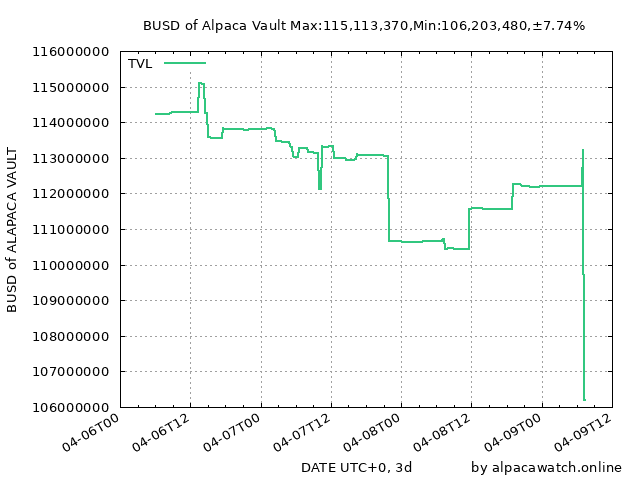 BUSD of Alpaca Vault Max:115,113,370,Min:106,203,480,±7.74%
TVL
116000000
115000000
114000000
113000000
112000000
111000000
110000000
109000000
108000000
107000000
106000000
BUSD of ALAPACA VAULT
04-06T00
04-06T12
04-07T00
04-07T12
04-08T00
04-08T12
04-09T00
04-09T12
DATE UTC+0, 3d
by alpacawatch.online